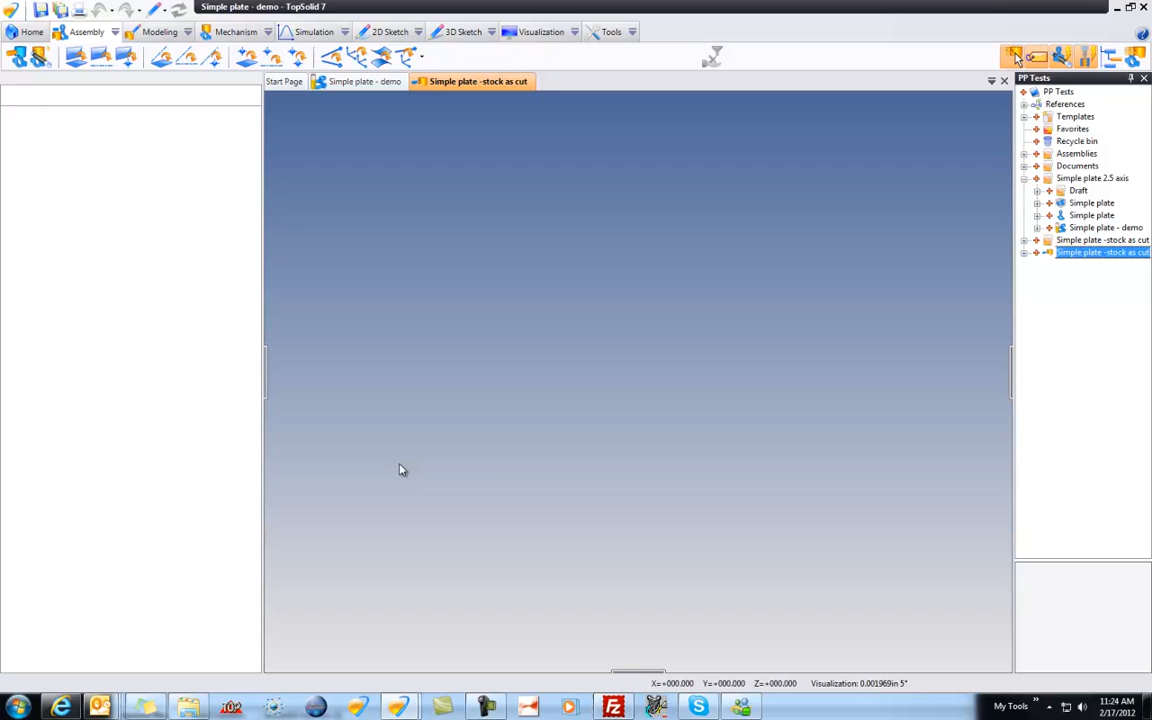 Simple plate - demo - TopSolid 7
Home
Assembly
Modeling
Mechanism
Simulation
2D Sketch
3D Sketch
Visualization
Tools
Start Page
Simple plate - demo
Simple plate -stock as cut
PP Tests
PP Tests
References
Templates
Favorites
Recycle bin
Assemblies
Documents
Simple plate 2.5 axis
Draft
Simple plate
Simple plate
Simple plate - demo
Simple plate -stock as cut
Simple plate -stock as cut
X=+000.000 Y=+000.000 Z=+000.000 Visualization: 0.001969in 5°
102
My Tools
11:24 AM
2/17/2012